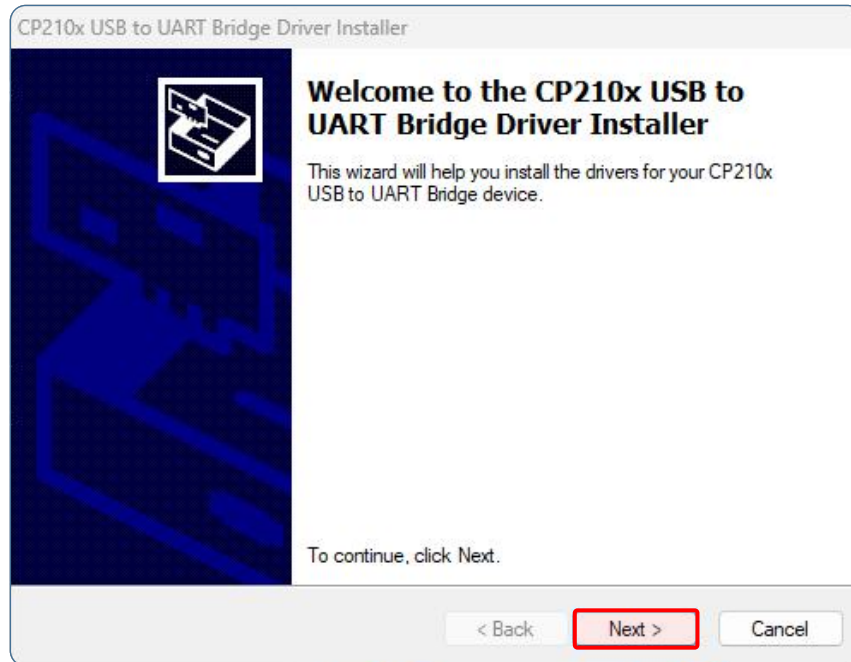 CP210x USB to UART Bridge Driver Installer
Welcome to the CP210x USB to
UART Bridge Driver Installer
This wizard will help you install the drivers for your CP210x
USB to UART Bridge device.
To continue, click Next.
< Back
Next >
Cancel